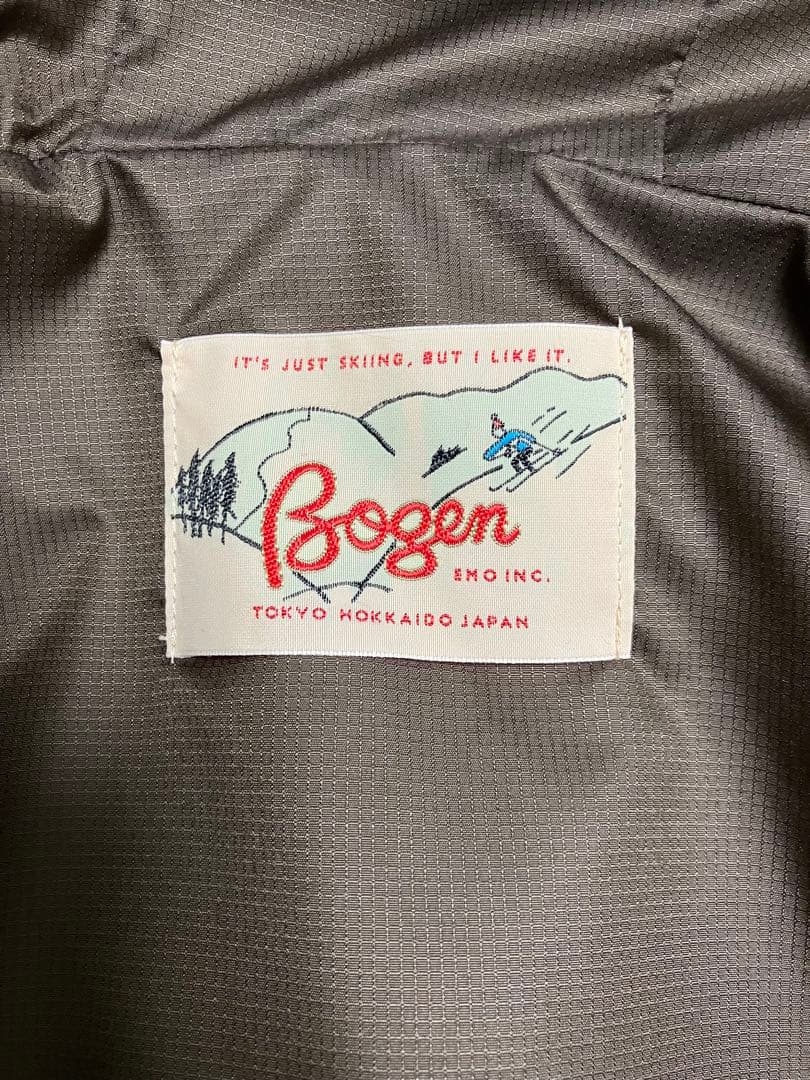 IT'S JUST SKIING, BUT I LIKE IT.
Bogen
EMO INC.
TOKYO HOKKAIDO JAPAN